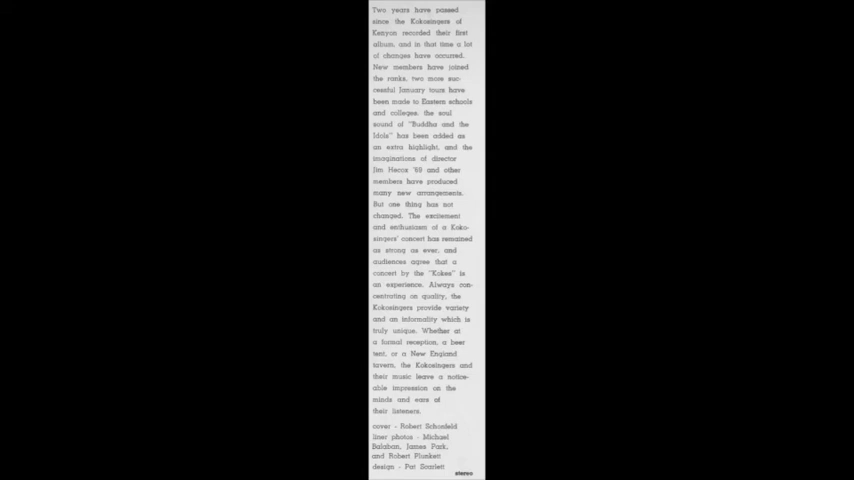 Two years have passed
since the Kokosingers of
Kenyon recorded their first
album, and in that time a lot
of changes have occurred.
New members have joined
the ranks, two more suc-
cessful January tours have
been made to Eastern schools
and colleges, the soul
sound of "Buddha and the
Idols" has been added as
an extra highlight, and the
imaginations of director
Jim Hecox '69 and other
members have produced
many new arrangements.
But one thing has not
changed. The excitement
and enthusiasm of a Koko-
singers' concert has remained
as strong as ever, and
audiences agree that a
concert by the "Kokes" is
an experience. Always con-
centrating on quality, the
Kokosingers provide variety
and an informality which is
truly unique. Whether at
a formal reception, a beer
tent, or a New England
tavern, the Kokosingers and
their music leave a notice-
able impression on the
minds and ears of
their listeners.
cover - Robert Schonfeld
liner photos - Michael
Balaban, James Park,
and Robert Plunkett
design - Pat Scarlett
stereo